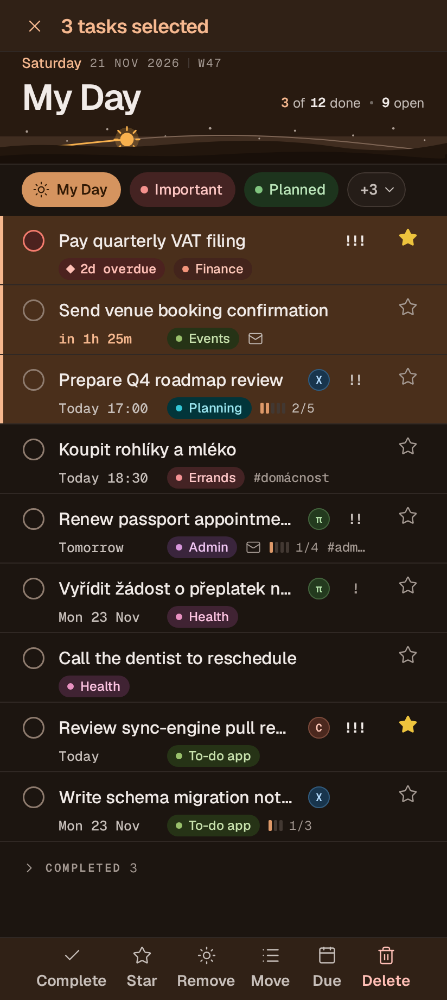 3 tasks selected
Saturday 21 NOV 2026 | W47
My Day
3 of 12 done • 9 open
My Day
Important
Planned
+3
Pay quarterly VAT filing !!!
2d overdue Finance
Send venue booking confirmation
in 1h 25m Events
Prepare Q4 roadmap review X !!
Today 17:00 Planning 2/5
Koupit rohlíky a mléko
Today 18:30 Errands #domácnost
Renew passport appointme… π !!
Tomorrow Admin 1/4 #adm…
Vyřídit žádost o přeplatek n… π !
Mon 23 Nov Health
Call the dentist to reschedule
Health
Review sync-engine pull re… C !!!
Today To-do app
Write schema migration not… X
Mon 23 Nov To-do app 1/3
COMPLETED 3
Complete Star Remove Move Due Delete